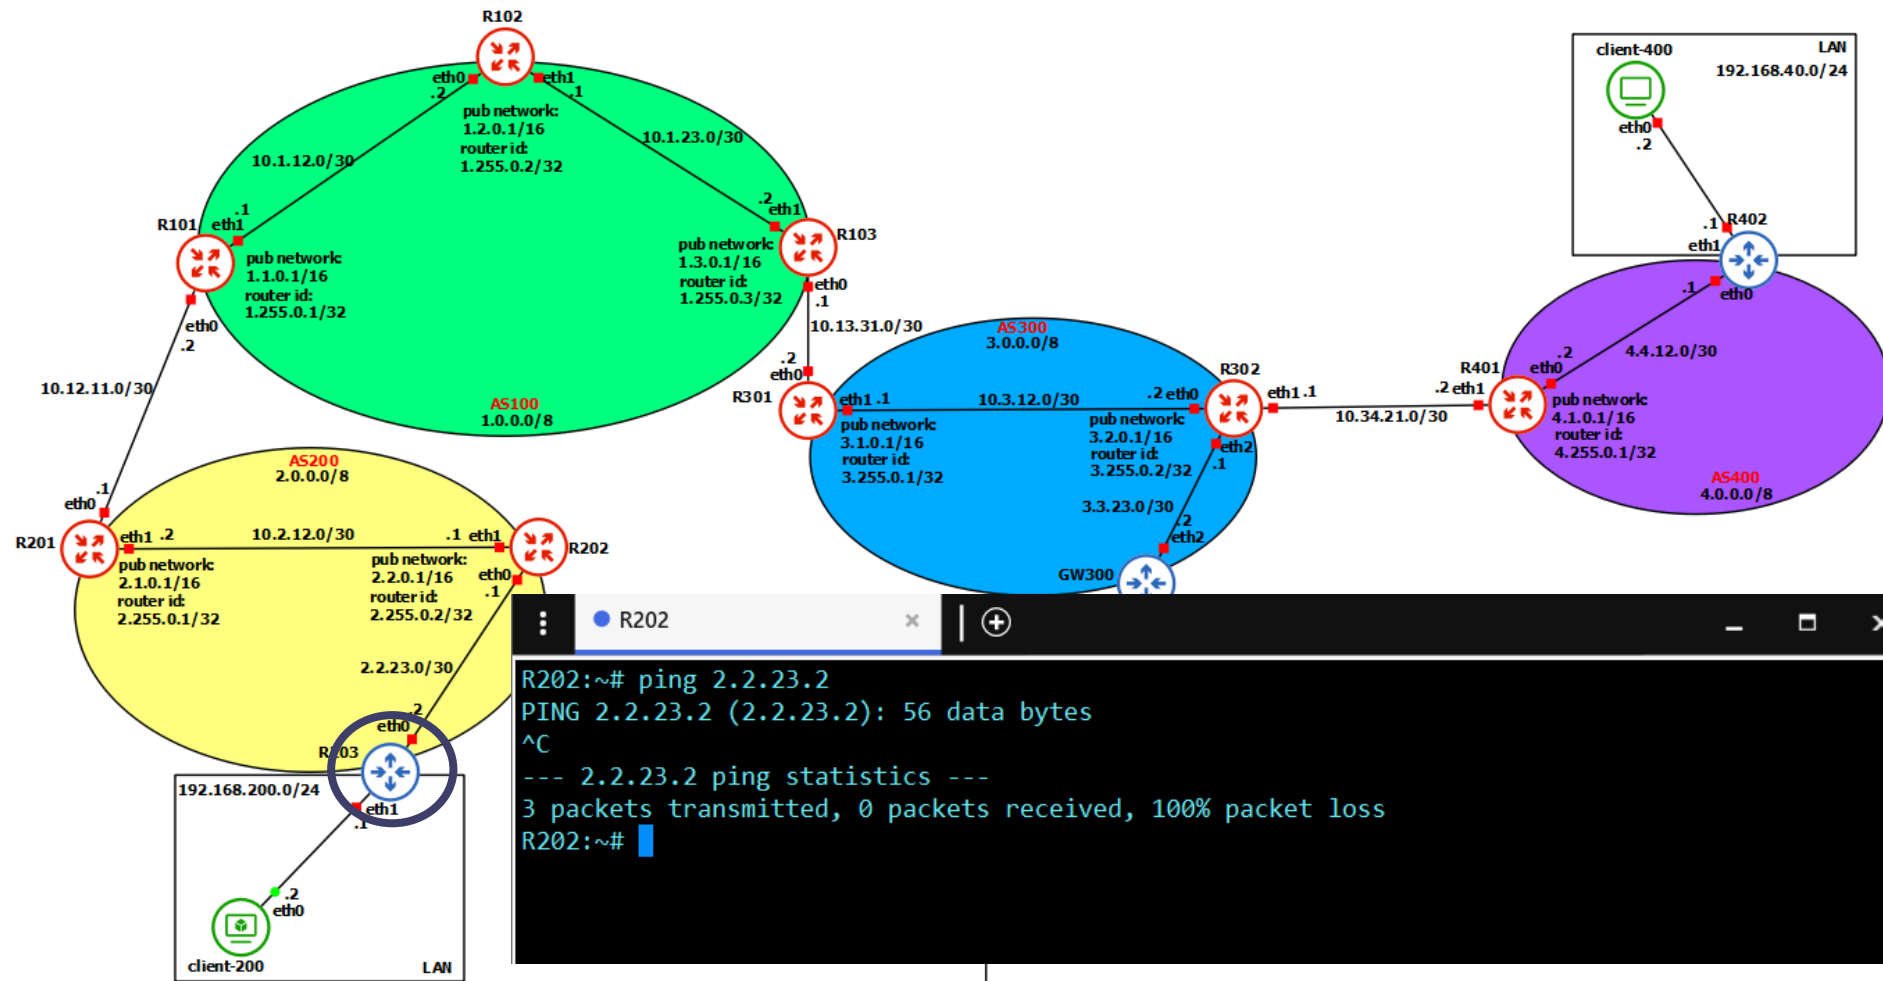 R102
eth0
.2
eth1
.1
pub network:
1.2.0.1/16
router id:
1.255.0.2/32
10.1.12.0/30
10.1.23.0/30
R101
.1
eth1
pub network:
1.1.0.1/16
router id:
1.255.0.1/32
eth0
.2
.2
eth1
R103
pub network:
1.3.0.1/16
router id:
1.255.0.3/32
eth0
.1
AS100
1.0.0.0/8
10.12.11.0/30
10.13.31.0/30
client-400
LAN
192.168.40.0/24
eth0
.2
.1
R402
eth1
.1
eth0
4.4.12.0/30
R401
.2
eth0
.2 eth1
pub network:
4.1.0.1/16
router id:
4.255.0.1/32
AS400
4.0.0.0/8
AS300
3.0.0.0/8
.2
eth0
R301
eth1 .1
10.3.12.0/30
.2 eth0
R302
eth1 .1
10.34.21.0/30
pub network:
3.1.0.1/16
router id:
3.255.0.1/32
pub network:
3.2.0.1/16
router id:
3.255.0.2/32
eth2
.1
3.3.23.0/30
.2
eth2
GW300
AS200
2.0.0.0/8
.1
eth0
R201
eth1 .2
10.2.12.0/30
.1 eth1
R202
pub network:
2.1.0.1/16
router id:
2.255.0.1/32
pub network:
2.2.0.1/16
router id:
2.255.0.2/32
eth0
.1
2.2.23.0/30
.2
eth0
R203
192.168.200.0/24
eth1
.1
.2
eth0
client-200
LAN
R202
R202:~# ping 2.2.23.2
PING 2.2.23.2 (2.2.23.2): 56 data bytes
^C
--- 2.2.23.2 ping statistics ---
3 packets transmitted, 0 packets received, 100% packet loss
R202:~#